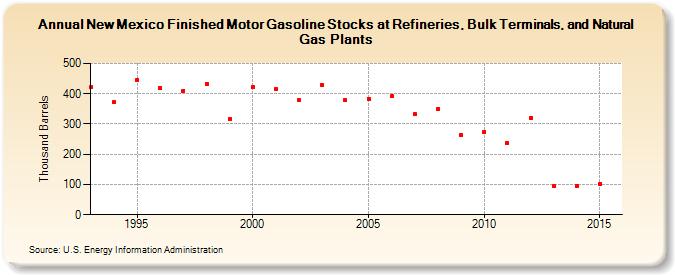 Annual New Mexico Finished Motor Gasoline Stocks at Refineries, Bulk Terminals, and Natural
Gas Plants
Thousand Barrels
500
400
300
200
100
0
1995
2000
2005
2010
2015
Source: U.S. Energy Information Administration